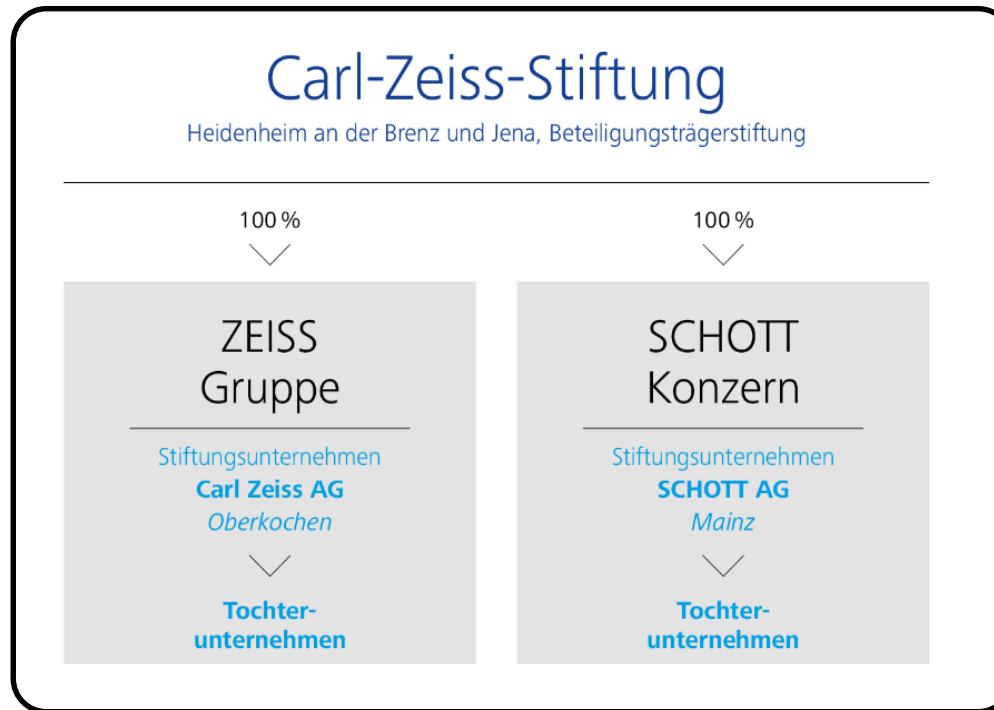 Carl-Zeiss-Stiftung
Heidenheim an der Brenz und Jena, Beteiligungsträgerstiftung
100 %
ZEISS
Gruppe
Stiftungsunternehmen
Carl Zeiss AG
Oberkochen
Tochter-
unternehmen
100 %
SCHOTT
Konzern
Stiftungsunternehmen
SCHOTT AG
Mainz
Tochter-
unternehmen